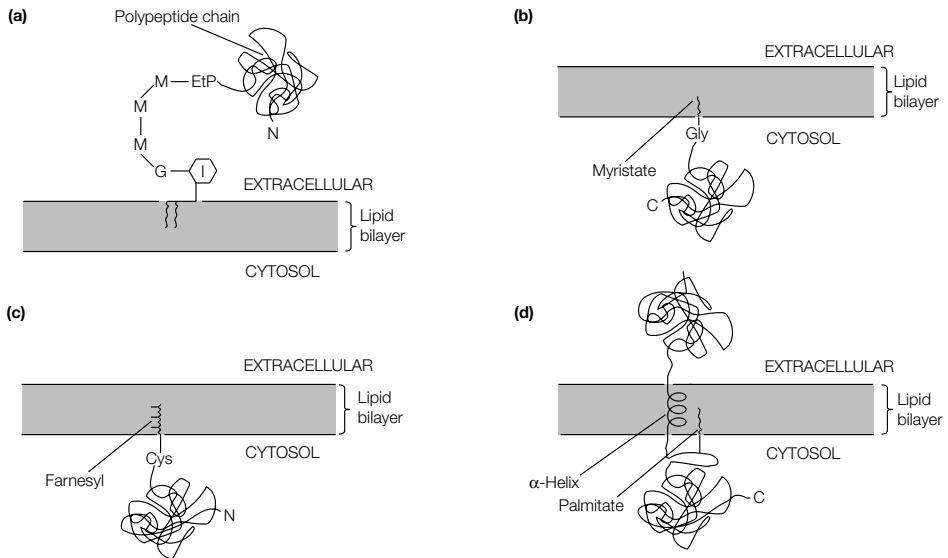 (a)
Polypeptide chain
M
EtP
M
N
M
G
I
EXTRACELLULAR
Lipid
bilayer
CYTOSOL
(b)
EXTRACELLULAR
Lipid
bilayer
CYTOSOL
Gly
Myristate
C
(c)
EXTRACELLULAR
Lipid
bilayer
CYTOSOL
Cys
Farnesyl
N
(d)
EXTRACELLULAR
Lipid
bilayer
CYTOSOL
α-Helix
Palmitate
C